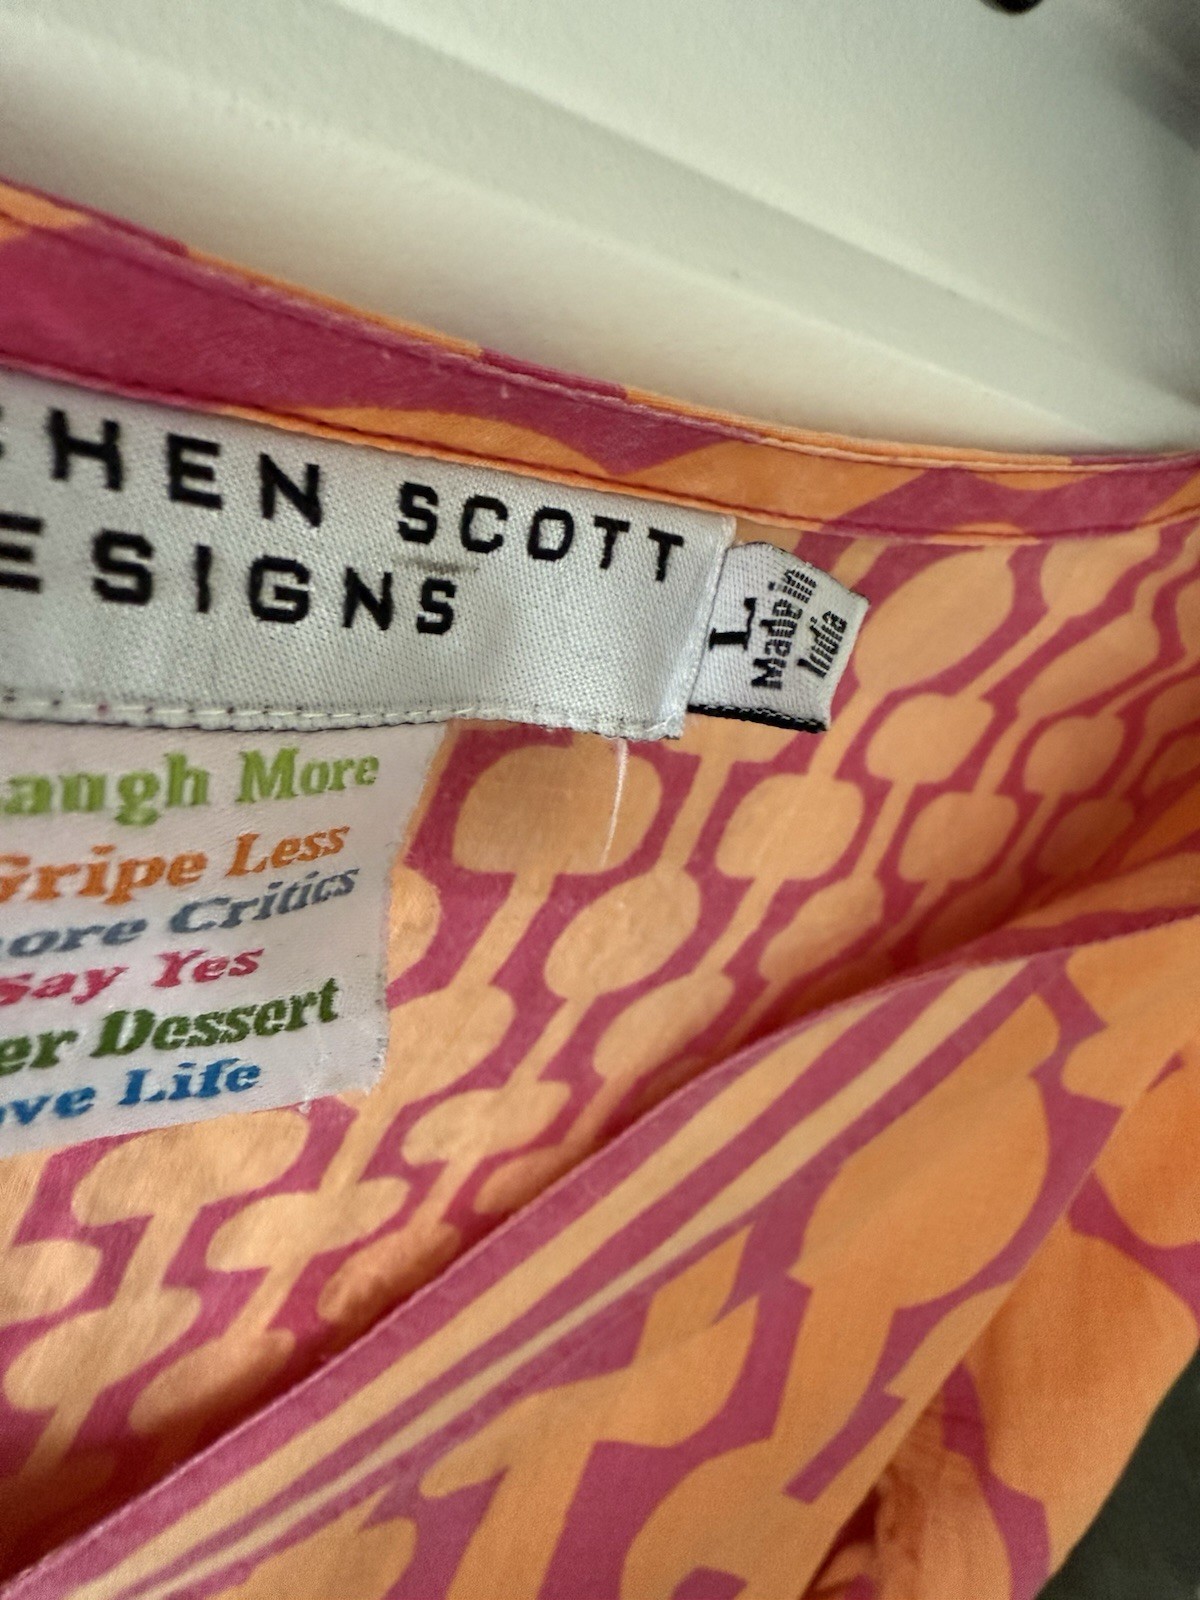 HEN SCOTT
ESIGNS
L
Made in
India
augh More
Gripe Less
ore Critics
Say Yes
er Dessert
ove Life